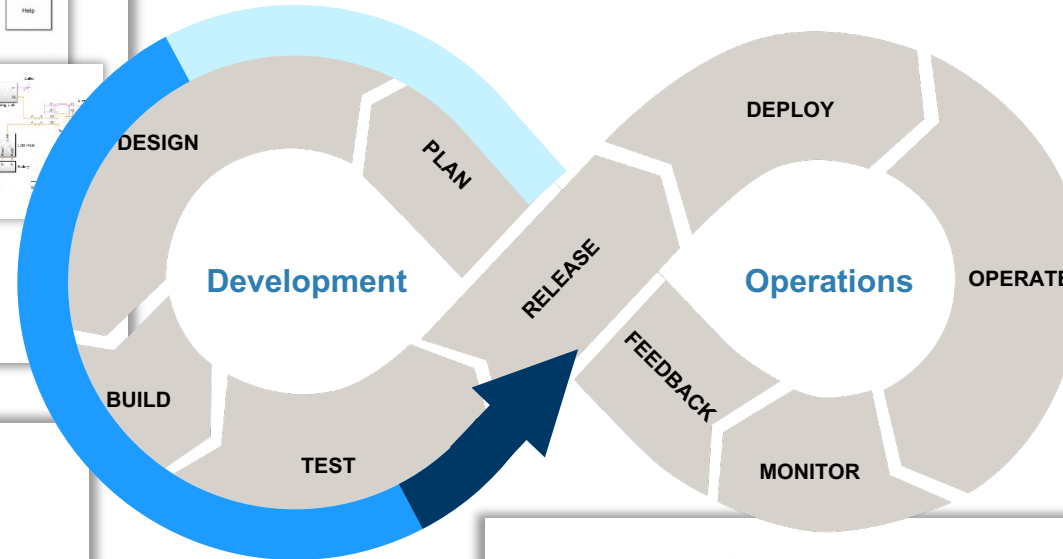 Help
DESIGN
PLAN
DEPLOY
Development
RELEASE
Operations
OPERATE
FEEDBACK
BUILD
TEST
MONITOR